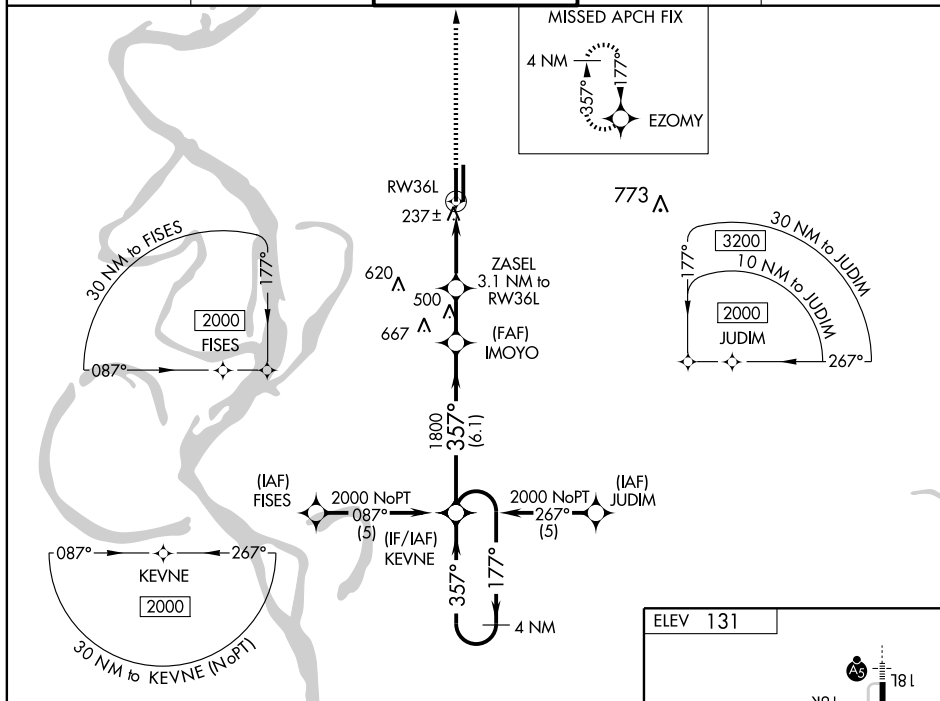 MISSED APCH FIX
4 NM
177°
357°
EZOMY
RW36L
237±
773
30 NM to FISES
177°
2000
FISES
087°
620
ZASEL
3.1 NM to
RW36L
500
667
(FAF)
IMOYO
30 NM to JUDIM
3200
177°
10 NM to JUDIM
2000
JUDIM
267°
1800
357°
(6.1)
(IAF)
FISES
2000 NoPT
087°
(5)
(IF/IAF)
KEVNE
2000 NoPT
267°
(5)
(IAF)
JUDIM
087°
267°
KEVNE
2000
30 NM to KEVNE (NoPT)
357°
177°
4 NM
ELEV 131
A5
18L